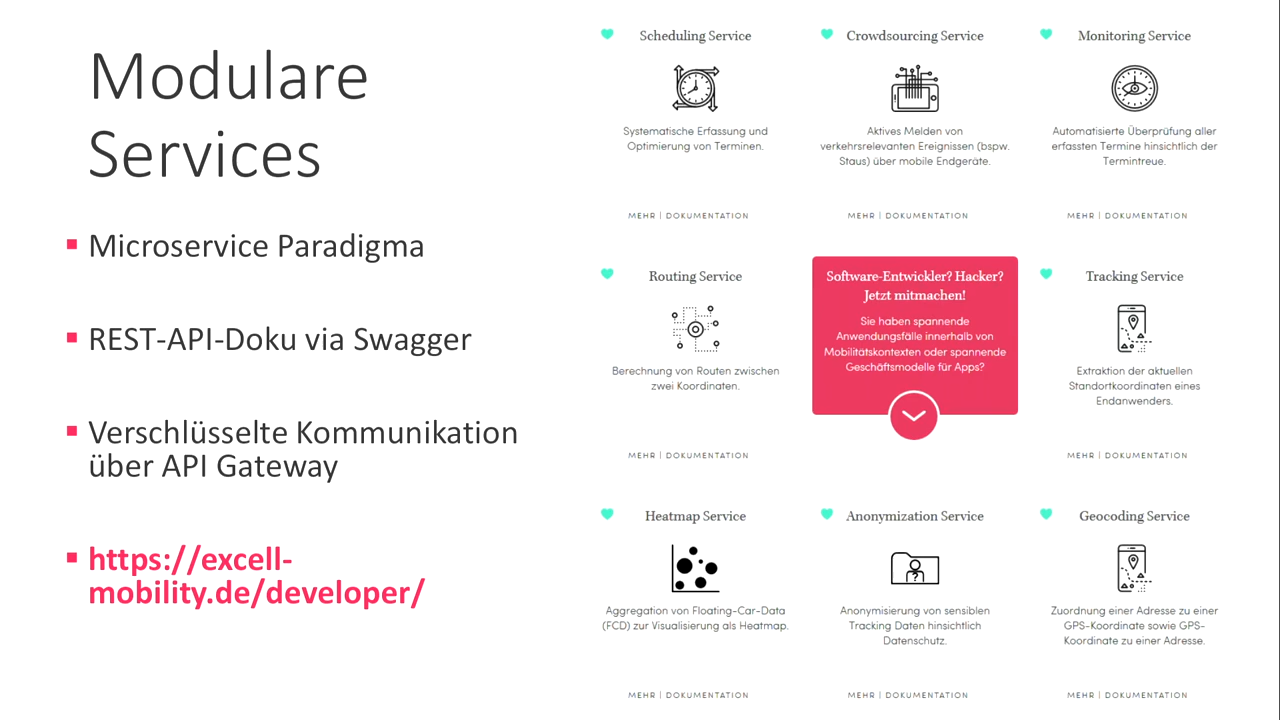 Modulare
Services
Microservice Paradigma
REST-API-Doku via Swagger
Verschlüsselte Kommunikation
über API Gateway
https://excell-
mobility.de/developer/
Scheduling Service
Systematische Erfassung und
Optimierung von Terminen.
MEHR | DOKUMENTATION
Crowdsourcing Service
Aktives Melden von
verkehrsrelevanten Ereignissen (bspw.
Staus) über mobile Endgeräte.
MEHR | DOKUMENTATION
Monitoring Service
Automatisierte Überprüfung aller
erfassten Termine hinsichtlich der
Termintreue.
MEHR | DOKUMENTATION
Routing Service
Berechnung von Routen zwischen
zwei Koordinaten.
MEHR | DOKUMENTATION
Software-Entwickler? Hacker?
Jetzt mitmachen!
Sie haben spannende
Anwendungsfälle innerhalb von
Mobilitätskontexten oder spannende
Geschäftsmodelle für Apps?
Tracking Service
Extraktion der aktuellen
Standortkoordinaten eines
Endanwenders.
MEHR | DOKUMENTATION
Heatmap Service
Aggregation von Floating-Car-Data
(FCD) zur Visualisierung als Heatmap.
MEHR | DOKUMENTATION
Anonymization Service
Anonymisierung von sensiblen
Tracking Daten hinsichtlich
Datenschutz.
MEHR | DOKUMENTATION
Geocoding Service
Zuordnung einer Adresse zu einer
GPS-Koordinate sowie GPS-
Koordinate zu einer Adresse.
MEHR | DOKUMENTATION